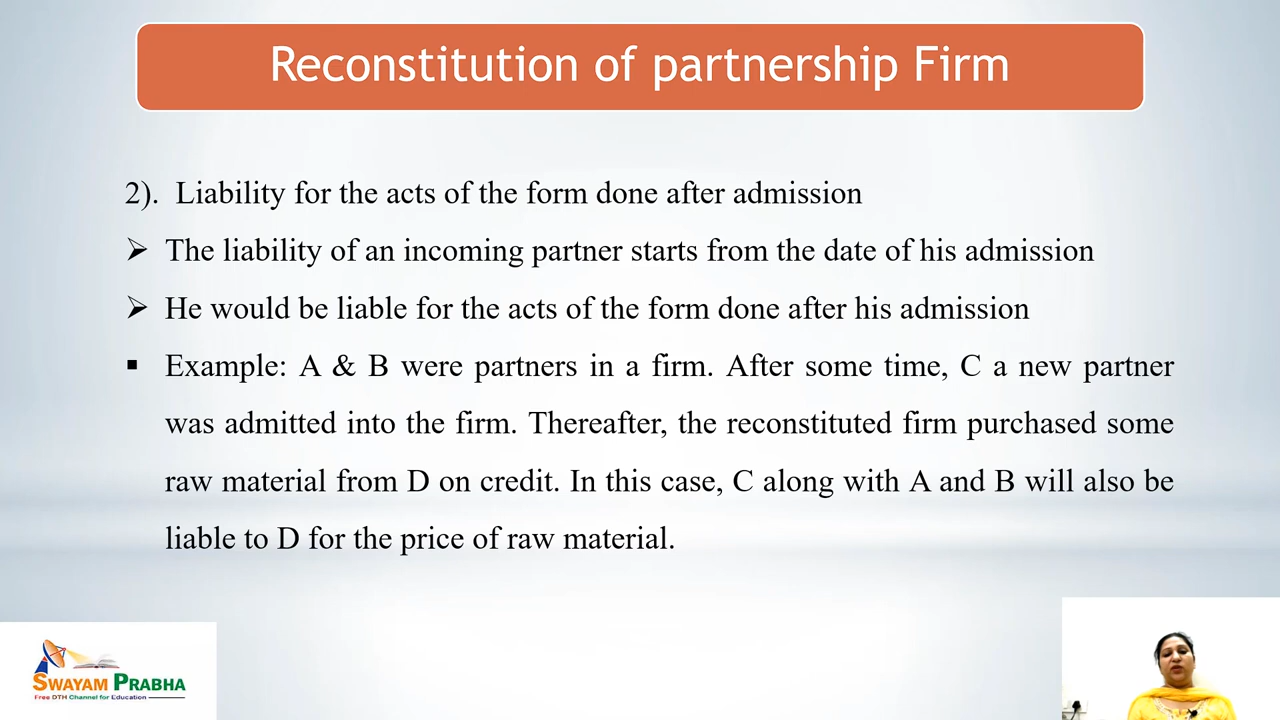 Reconstitution of partnership Firm
2). Liability for the acts of the form done after admission
➢ The liability of an incoming partner starts from the date of his admission
➢ He would be liable for the acts of the form done after his admission
▪ Example: A & B were partners in a firm. After some time, C a new partner
was admitted into the firm. Thereafter, the reconstituted firm purchased some
raw material from D on credit. In this case, C along with A and B will also be
liable to D for the price of raw material.
SWAYAM PRABHA
Free DTH Channel for Education